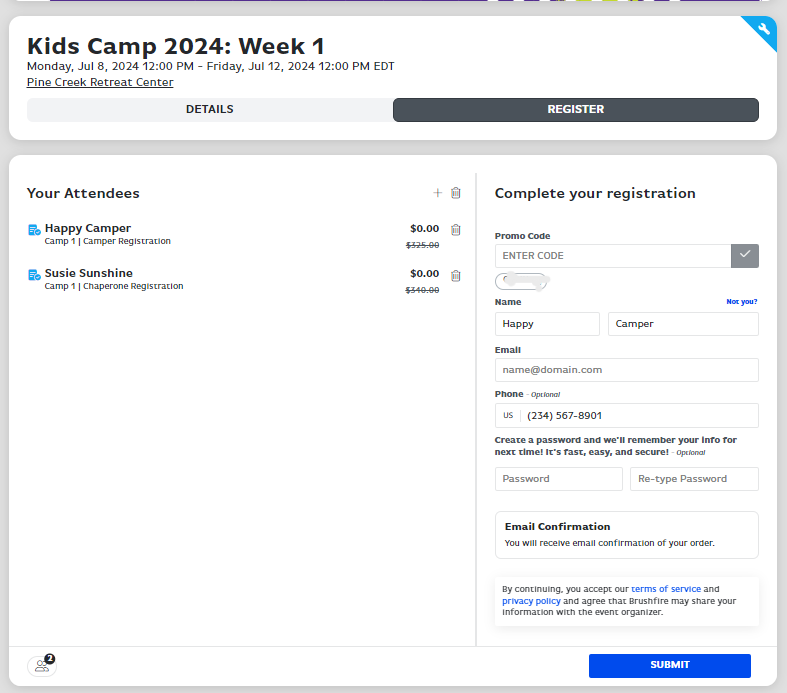 Kids Camp 2024: Week 1
Monday, Jul 8, 2024 12:00 PM - Friday, Jul 12, 2024 12:00 PM EDT
Pine Creek Retreat Center
DETAILS
REGISTER
Your Attendees
Happy Camper
$0.00
Camp 1 | Camper Registration
$325.00
Susie Sunshine
$0.00
Camp 1 | Chaperone Registration
$340.00
Complete your registration
Promo Code
ENTER CODE
Name
Not you?
Happy
Camper
Email
name@domain.com
Phone - Optional
US
(234) 567-8901
Create a password and we'll remember your info for
next time! It's fast, easy, and secure! - Optional
Password
Re-type Password
Email Confirmation
You will receive email confirmation of your order.
By continuing, you accept our terms of service and
privacy policy and agree that Brushfire may share your
information with the event organizer.
2
SUBMIT